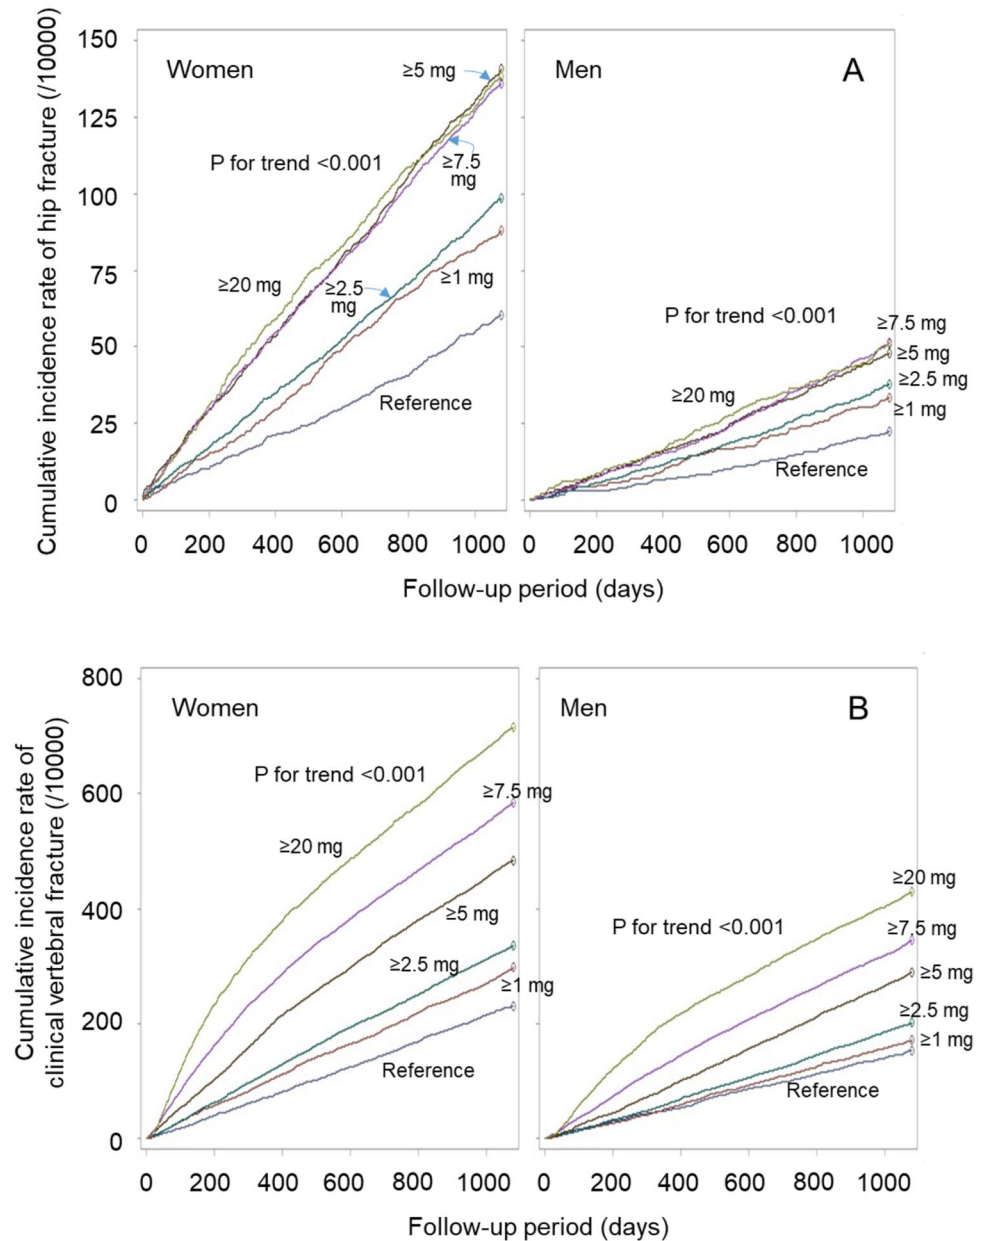 Cumulative incidence rate of hip fracture (/10000)
150
125
100
75
50
25
0
Women
≥5 mg
P for trend <0.001
≥7.5
mg
≥20 mg
≥2.5
mg
≥1 mg
Reference
0 200 400 600 800 1000
Men
A
P for trend <0.001
≥7.5 mg
≥5 mg
≥2.5 mg
≥20 mg
≥1 mg
Reference
0 200 400 600 800 1000
Follow-up period (days)
Cumulative incidence rate of
clinical vertebral fracture (/10000)
800
600
400
200
0
Women
P for trend <0.001
≥7.5 mg
≥20 mg
≥5 mg
≥2.5 mg
≥1 mg
Reference
0 200 400 600 800 1000
Men
B
≥20 mg
P for trend <0.001
≥7.5 mg
≥5 mg
≥2.5 mg
≥1 mg
Reference
0 200 400 600 800 1000
Follow-up period (days)